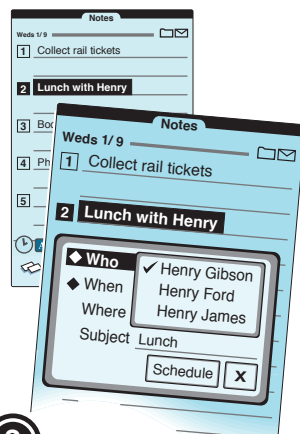 Notes
Weds 1/ 9
1 Collect rail tickets
2 Lunch with Henry
3
4
5
Notes
Weds 1/ 9
1 Collect rail tickets
2 Lunch with Henry
◆ Who
✓ Henry Gibson
◆ When
Henry Ford
Where
Henry James
Subject Lunch
Schedule X